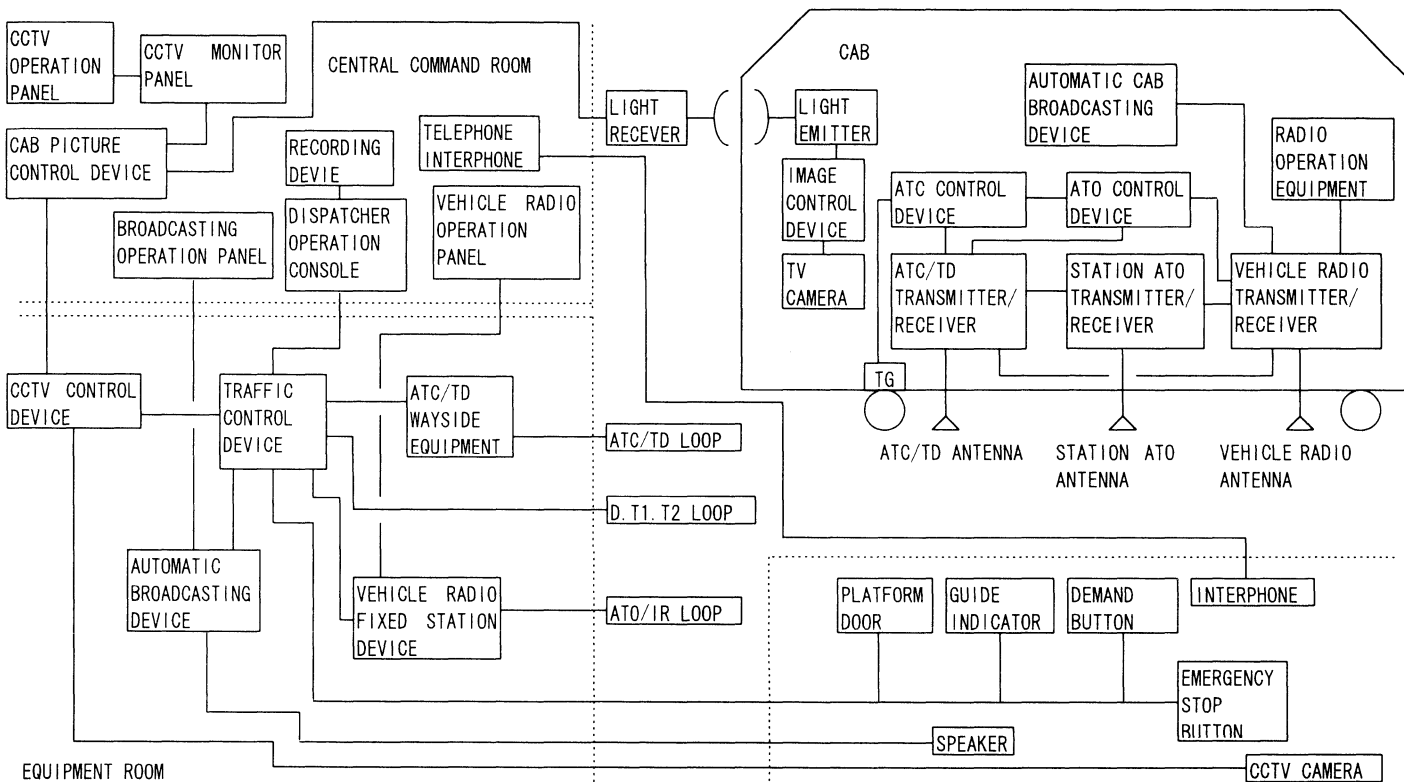 CCTV
OPERATION
PANEL
CCTV MONITOR
PANEL
CENTRAL COMMAND ROOM
CAB PICTURE
CONTROL DEVICE
RECORDING
DEVIE
TELEPHONE
INTERPHONE
BROADCASTING
OPERATION PANEL
DISPATCHER
OPERATION
CONSOLE
VEHICLE RADIO
OPERATION
PANEL
LIGHT
RECEVER
CAB
LIGHT
EMITTER
AUTOMATIC CAB
BROADCASTING
DEVICE
RADIO
OPERATION
EQUIPMENT
IMAGE
CONTROL
DEVICE
ATC CONTROL
DEVICE
ATO CONTROL
DEVICE
TV
CAMERA
ATC/TD
TRANSMITTER/
RECEIVER
STATION ATO
TRANSMITTER/
RECEIVER
VEHICLE RADIO
TRANSMITTER/
RECEIVER
TG
ATC/TD ANTENNA
STATION ATO
ANTENNA
VEHICLE RADIO
ANTENNA
CCTV CONTROL
DEVICE
TRAFFIC
CONTROL
DEVICE
ATC/TD
WAYSIDE
EQUIPMENT
ATC/TD LOOP
D.T1.T2 LOOP
AUTOMATIC
BROADCASTING
DEVICE
VEHICLE RADIO
FIXED STATION
DEVICE
ATO/IR LOOP
PLATFORM
DOOR
GUIDE
INDICATOR
DEMAND
BUTTON
INTERPHONE
EMERGENCY
STOP
BUTTON
SPEAKER
EQUIPMENT ROOM
CCTV CAMERA